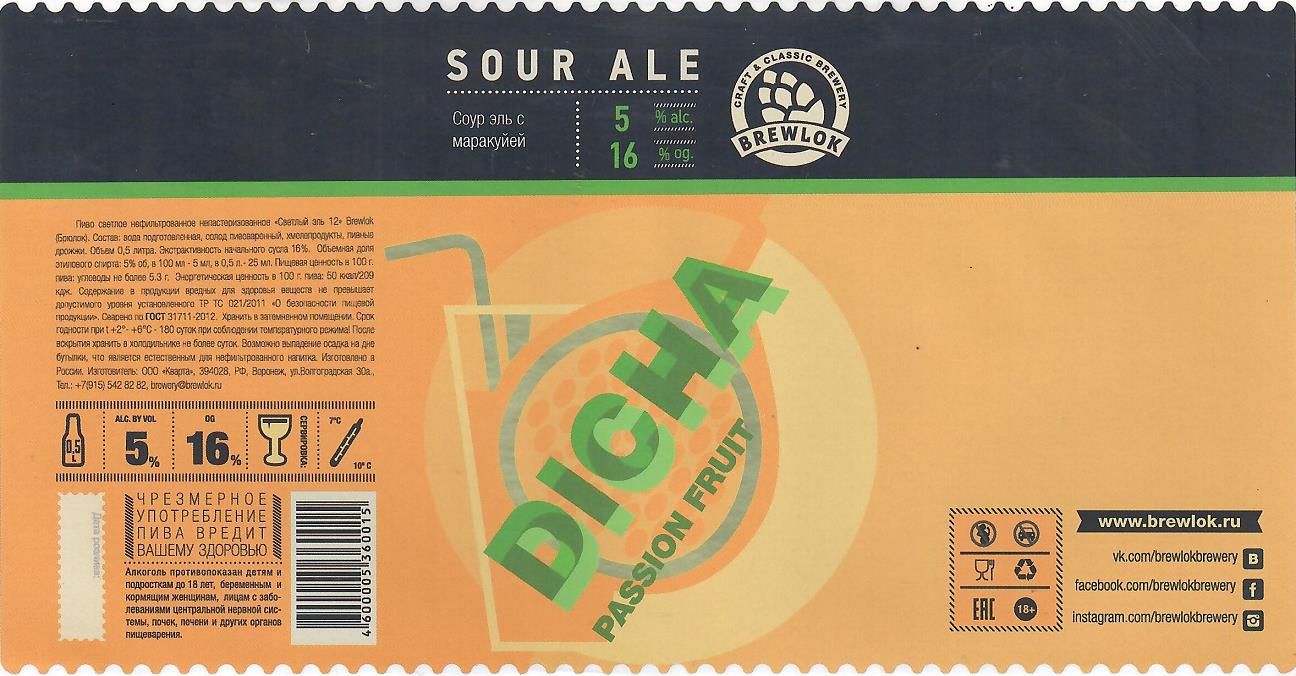 SOUR ALE
Соур эль с
маракуйей
5 % alc.
16 % og.
CRAFT & CLASSIC BREWERY
BREWLOK
Пиво светлое нефильтрованное непастеризованное «Светлый эль 12» Brewlok
(Брюлок). Состав: вода подготовленная, солод пивоваренный, хмелепродукты, пивные
дрожжи. Объем 0,5 литра. Экстрактивность начального сусла 16%. Объемная доля
этилового спирта: 5% об, в 100 мл - 5 мл, в 0,5 л.- 25 мл. Пищевая ценность в 100 г.
пива: углеводы не более 5.3 г. Энергетическая ценность в 100 г. пива: 50 ккал/209
кдж. Содержание в продукции вредных для здоровья веществ не превышает
допустимого уровня установленного ТР ТС 021/2011 «О безопасности пищевой
продукции». Сварено по ГОСТ 31711-2012. Хранить в затемненном помещении. Срок
годности при t +2°- +6°C - 180 суток при соблюдении температурного режима! После
вскрытия хранить в холодильнике не более суток. Возможно выпадение осадка на дне
бутылки, что является естественным для нефильтрованного напитка. Изготовлено в
России. Изготовитель: ООО «Кварта», 394028, РФ, Воронеж, ул.Волгоградская 30а.,
Тел.: +7(915) 542 82 82, brewery@brewlok.ru
0,5 L
ALC. BY VOL
5%
OG
16%
СЕРВИРОВКА:
7°C
10° C
Дата розлива:
ЧРЕЗМЕРНОЕ
УПОТРЕБЛЕНИЕ
ПИВА ВРЕДИТ
ВАШЕМУ ЗДОРОВЬЮ
Алкоголь противопоказан детям и
подросткам до 18 лет, беременным и
кормящим женщинам, лицам с забо-
леваниями центральной нервной сис-
темы, почек, печени и других органов
пищеварения.
4600005360015
DICHA
PASSION FRUIT
EAC
18+
www.brewlok.ru
vk.com/brewlokbrewery B
facebook.com/brewlokbrewery f
instagram.com/brewlokbrewery